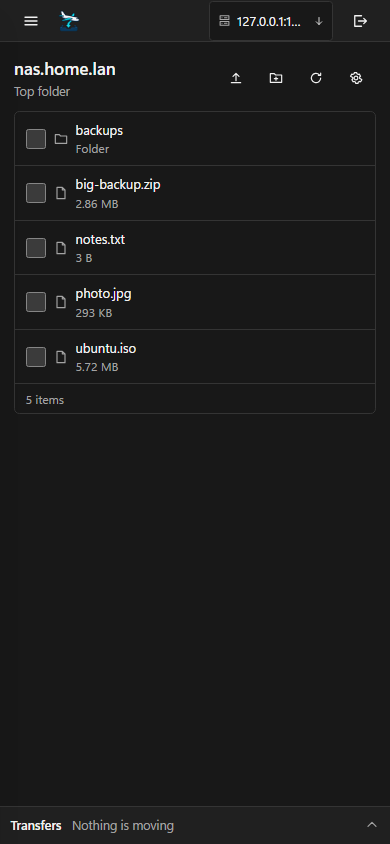 127.0.0.1:1...
nas.home.lan
Top folder
backups
Folder
big-backup.zip
2.86 MB
notes.txt
3 B
photo.jpg
293 KB
ubuntu.iso
5.72 MB
5 items
Transfers Nothing is moving